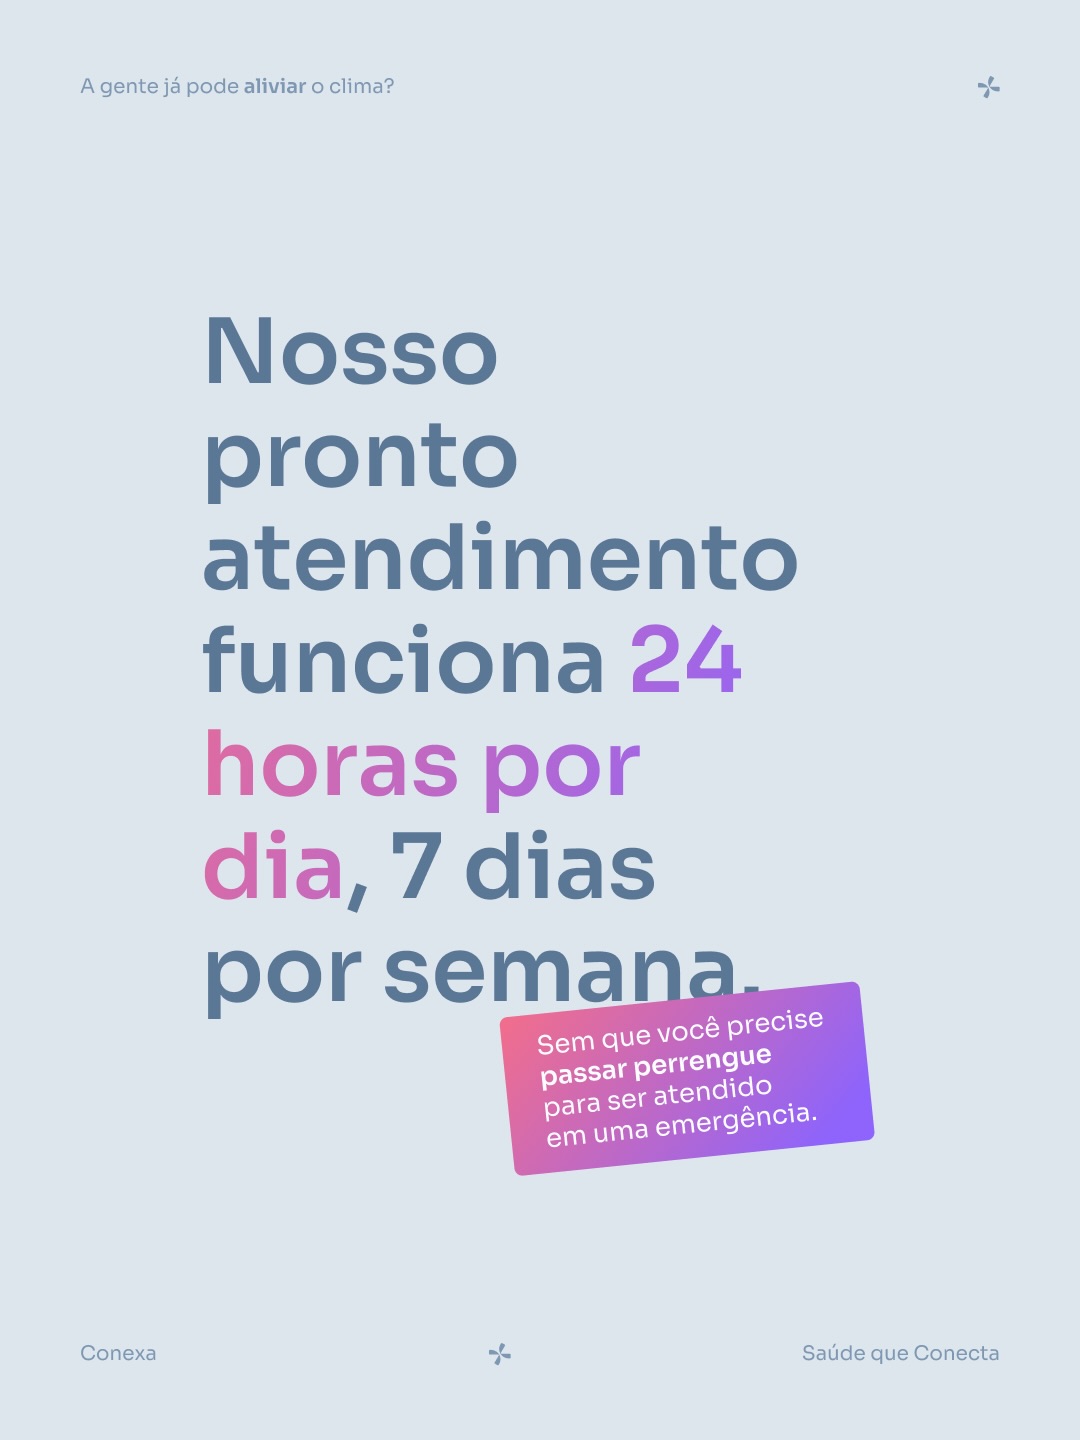 A gente já pode aliviar o clima?
Nosso
pronto
atendimento
funciona 24
horas por
dia, 7 dias
por semana.
Sem que você precise
passar perrengue
para ser atendido
em uma emergência.
Conexa
Saúde que Conecta